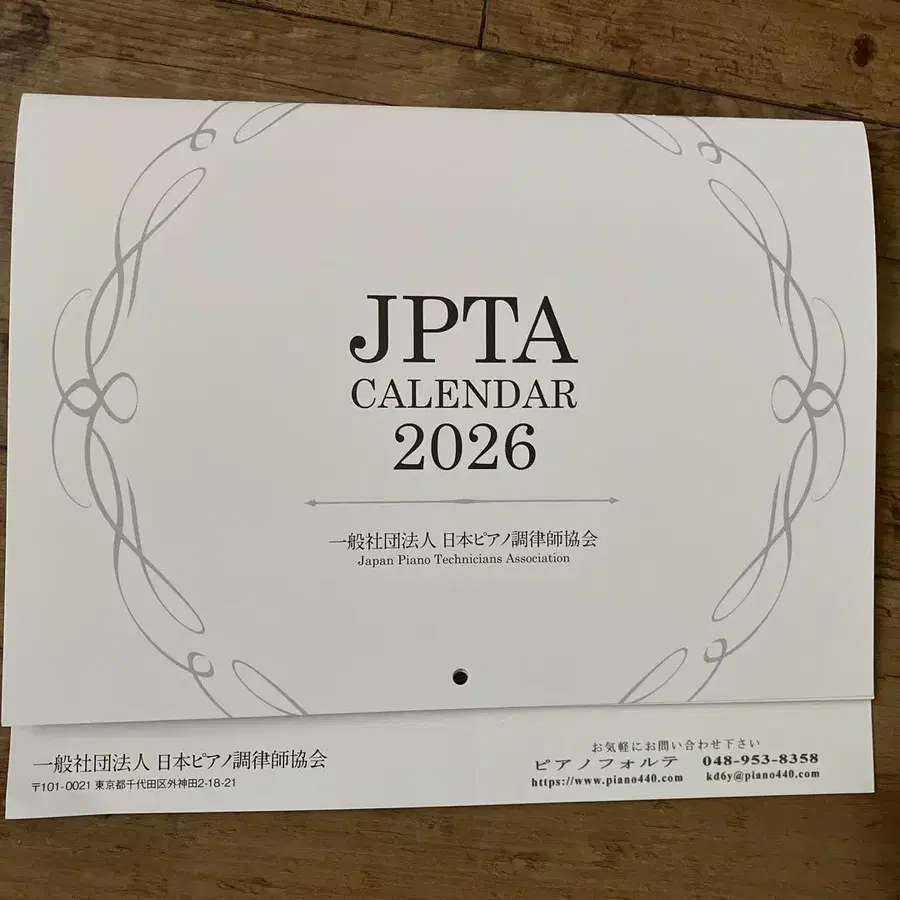 JPTA
CALENDAR
2026
一般社団法人 日本ピアノ調律師協会
Japan Piano Technicians Association
一般社団法人 日本ピアノ調律師協会
〒101-0021 東京都千代田区外神田2-18-21
お気軽にお問い合わせ下さい
ピアノフォルテ 048-953-8358
https://www.piano440.com kd6y@piano440.com